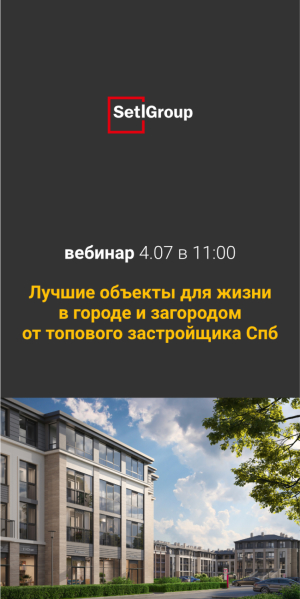 SetlGroup
вебинар 4.07 в 11:00
Лучшие объекты для жизни
в городе и загородом
от топового застройщика Спб